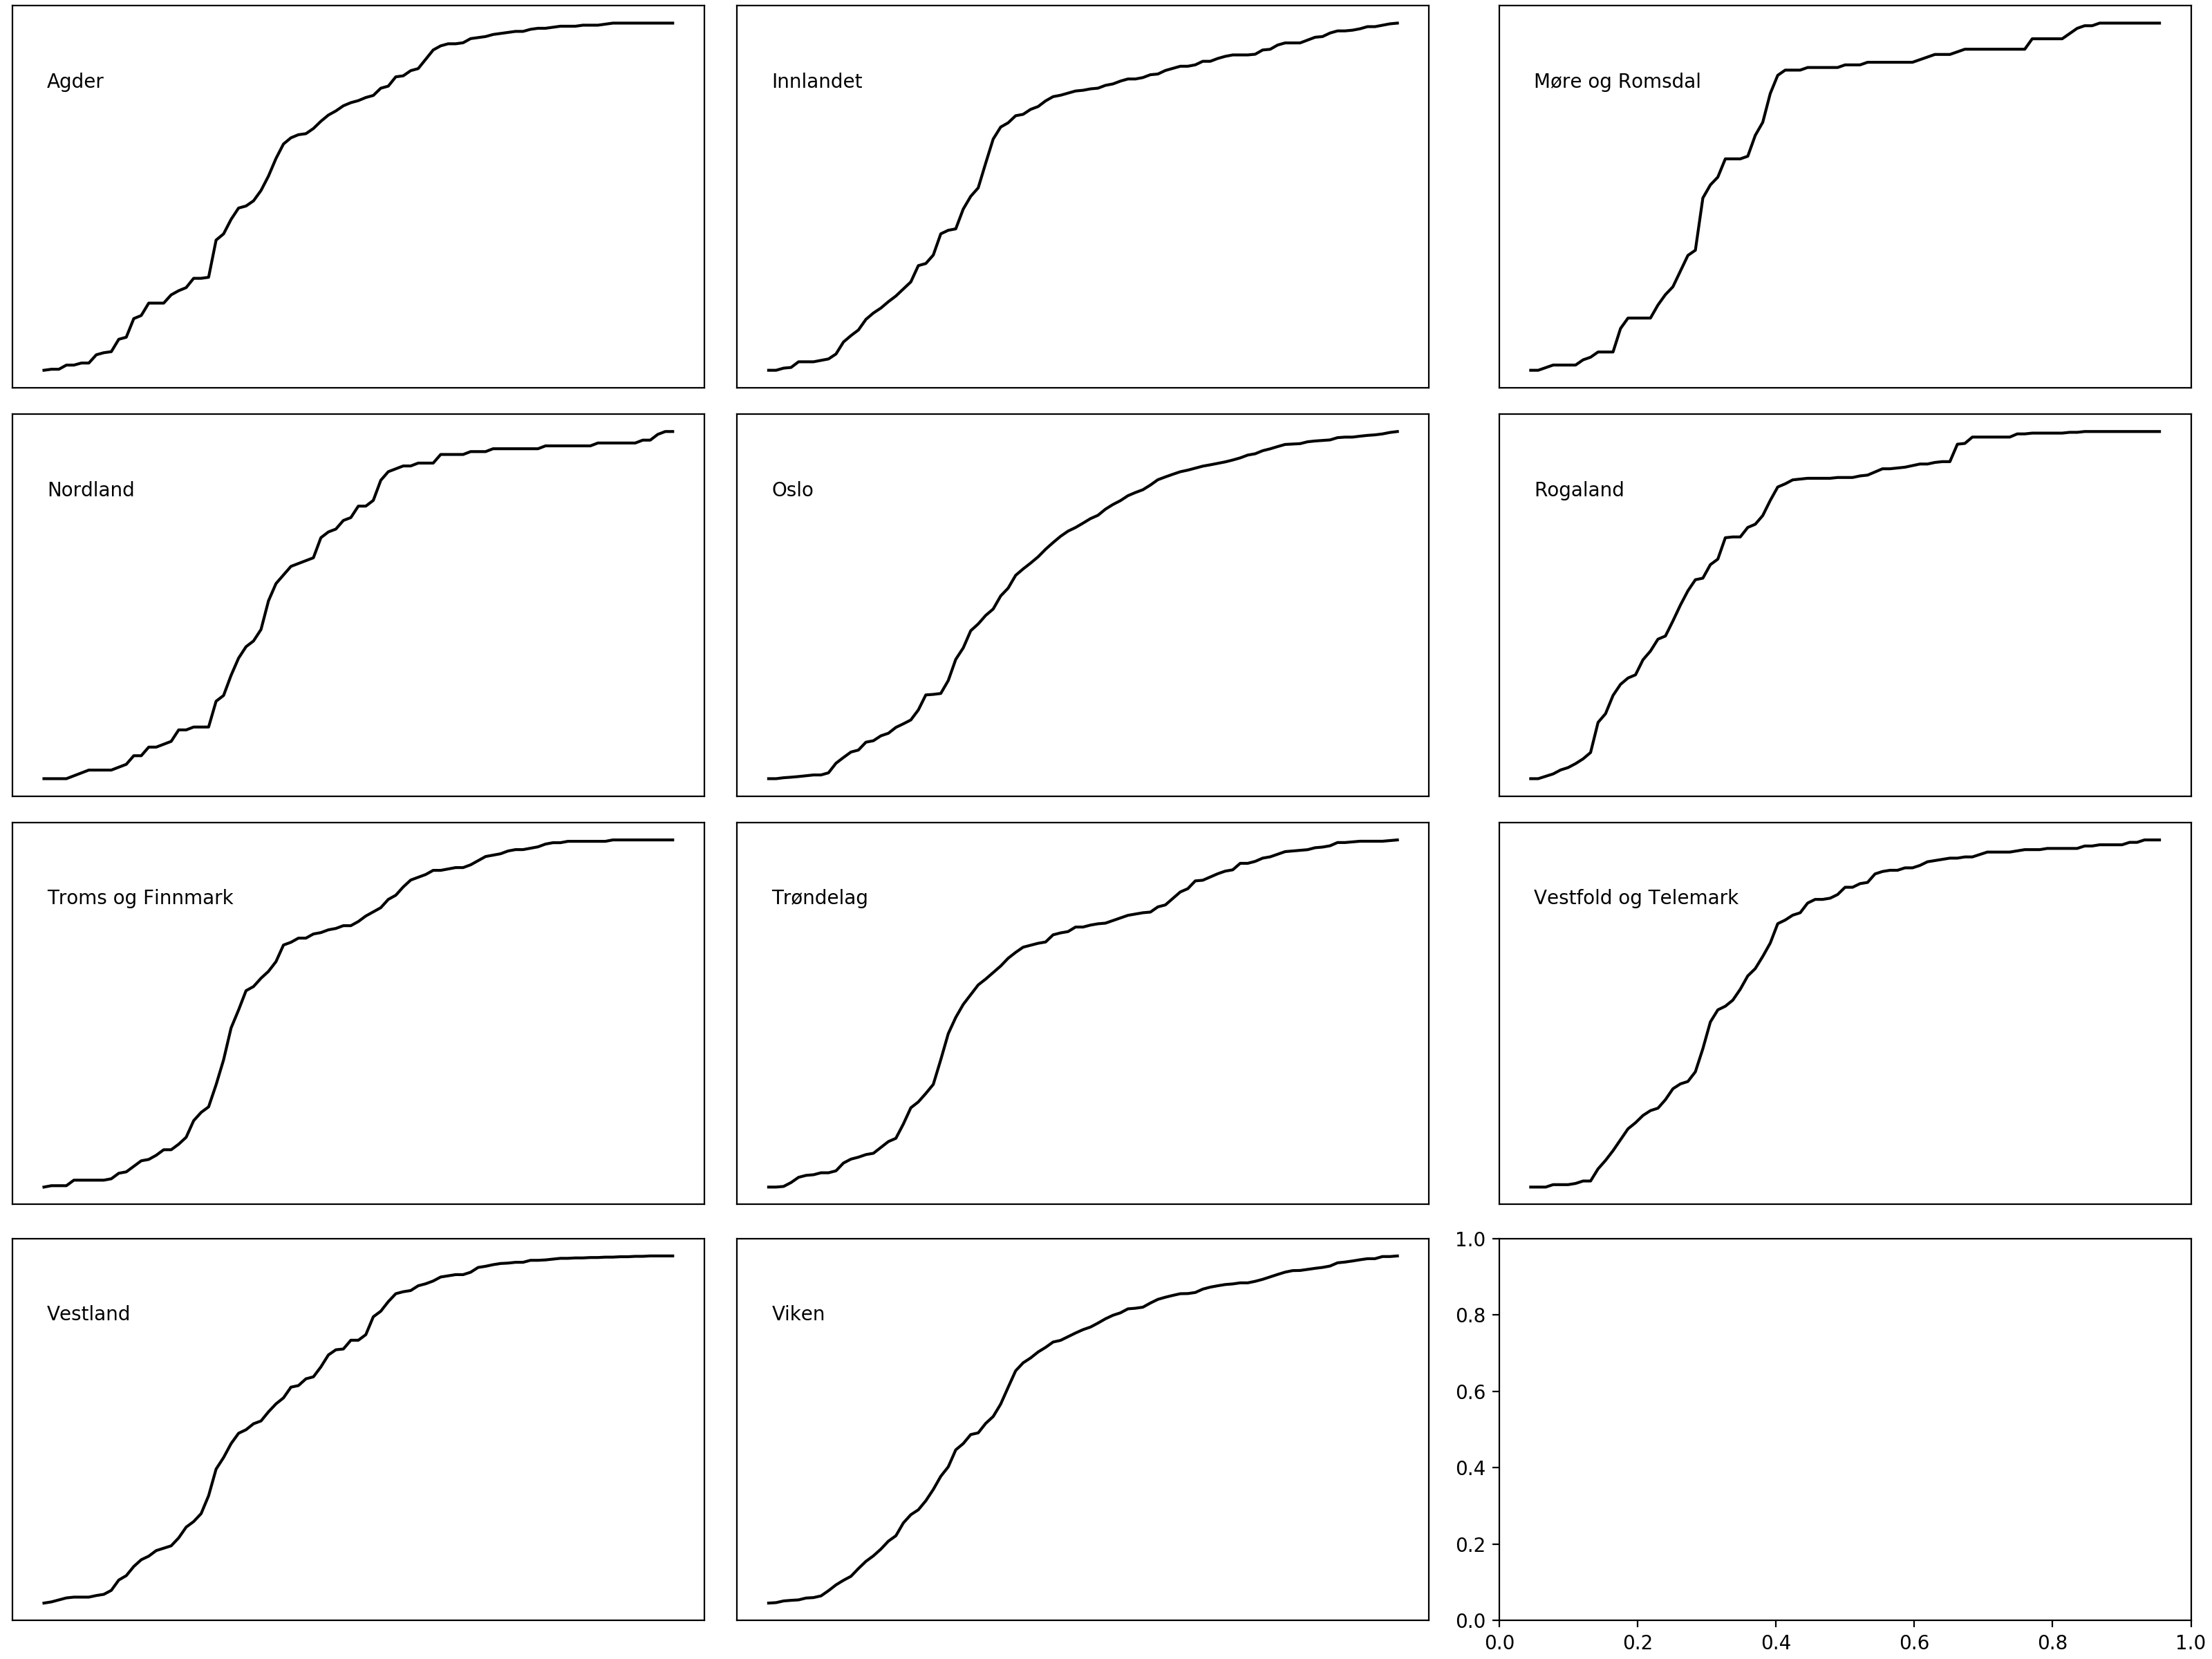 Agder
Innlandet
Møre og Romsdal
Nordland
Oslo
Rogaland
Troms og Finnmark
Trøndelag
Vestfold og Telemark
Vestland
Viken
1.0
0.8
0.6
0.4
0.2
0.0
0.0 0.2 0.4 0.6 0.8 1.0